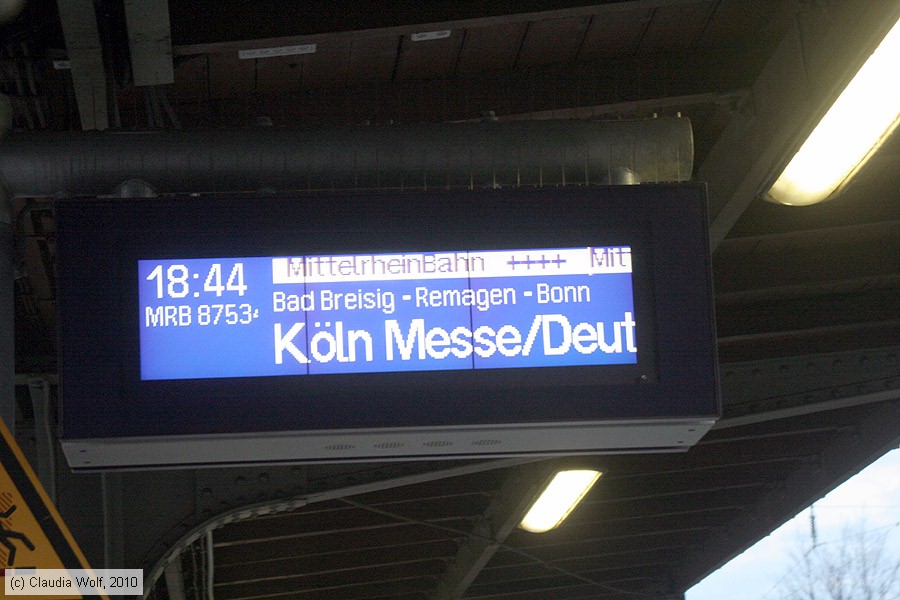 18:44
MittelrheinBahn ++++ Mit
Bad Breisig - Remagen - Bonn
MRB 8753
Köln Messe/Deut
(c) Claudia Wolf, 2010